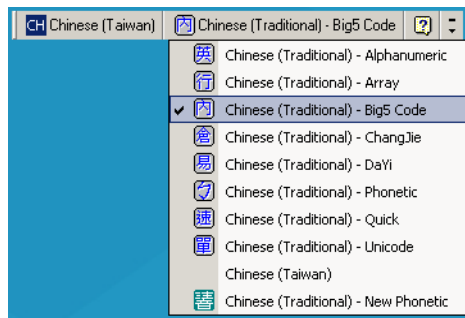 CH Chinese (Taiwan) 內 Chinese (Traditional) - Big5 Code ?
英 Chinese (Traditional) - Alphanumeric
行 Chinese (Traditional) - Array
內 Chinese (Traditional) - Big5 Code
倉 Chinese (Traditional) - ChangJie
易 Chinese (Traditional) - DaYi
Chinese (Traditional) - Phonetic
速 Chinese (Traditional) - Quick
單 Chinese (Traditional) - Unicode
Chinese (Taiwan)
Chinese (Traditional) - New Phonetic